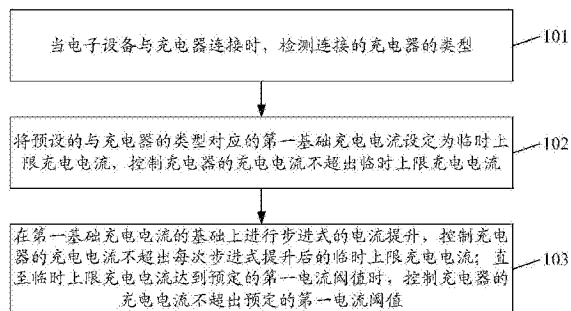 当电子设备与充电器连接时，检测连接的充电器的类型
101
将预设的与充电器的类型对应的第一基础充电电流设定为临时上
限充电电流，控制充电器的充电电流不超出临时上限充电电流
102
在第一基础充电电流的基础上进行步进式的电流提升，控制充电
器的充电电流不超出每次步进式提升后的临时上限充电电流；直
至临时上限充电电流达到预定的第一电流阈值时，控制充电器的
充电电流不超出预定的第一电流阈值
103